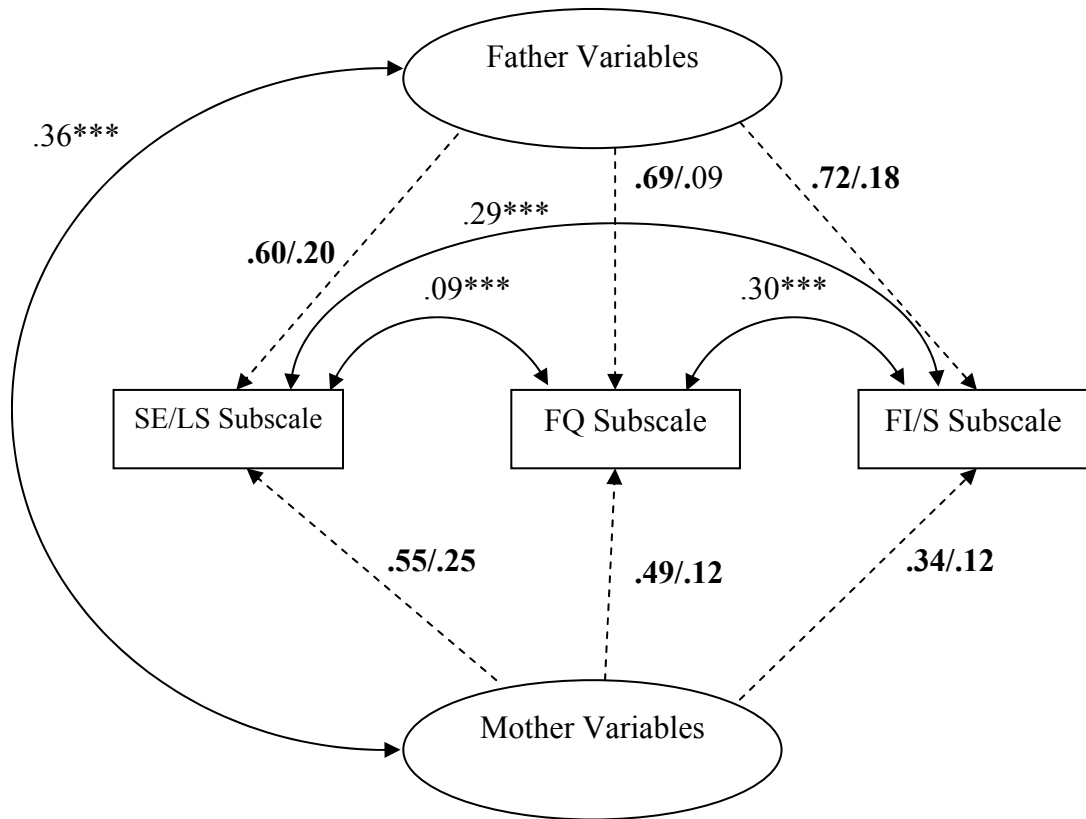 Father Variables
.36***
.69/.09
.72/.18
.29***
.60/.20
.09***
.30***
SE/LS Subscale
FQ Subscale
FI/S Subscale
.55/.25
.49/.12
.34/.12
Mother Variables